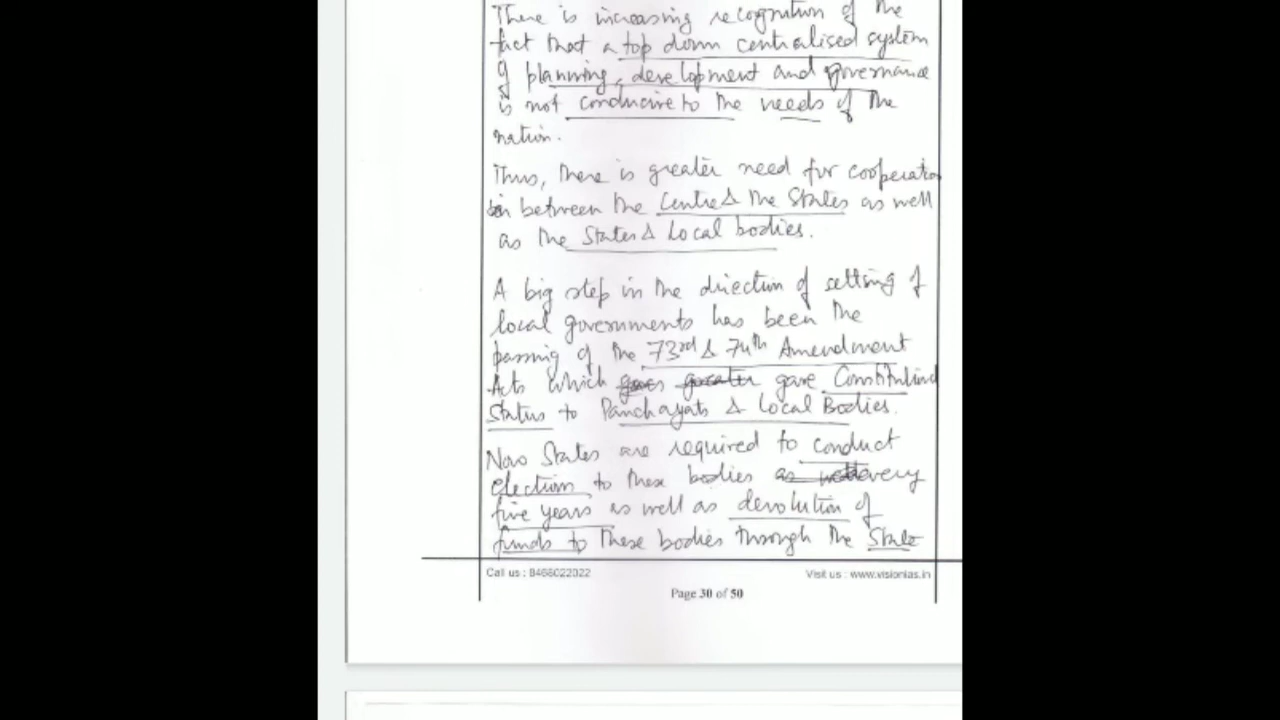 There is increasing recognition of the
fact that a top down centralised system
of planning, development and governance
is not conducive to the needs of the
nation.
Thus, there is greater need for cooperation
between the Centre & the States as well
as the States & Local bodies.
A big step in the direction of setting of
local governments has been the
passing of the 73rd & 74th Amendment
Acts which gives greater gave Constitutional
Status to Panchayats & Local Bodies.
Now States are required to conduct
election to these bodies as well every
five years as well as devolution of
funds to these bodies through the State
Call us : 8468022022 Visit us : www.visionias.in
Page 30 of 50